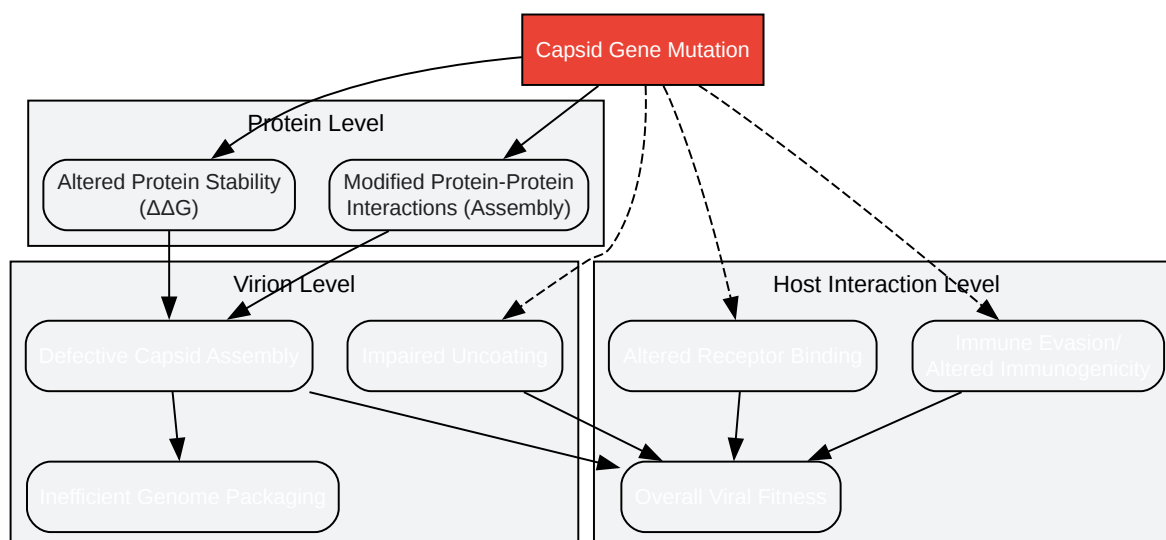 Capsid Gene Mutation
Protein Level
Altered Protein Stability
(ΔΔG)
Modified Protein-Protein
Interactions (Assembly)
Virion Level
Host Interaction Level
Defective Capsid Assembly
Impaired Uncoating
Altered Receptor Binding
Immune Evasion/
Altered Immunogenicity
Inefficient Genome Packaging
Overall Viral Fitness